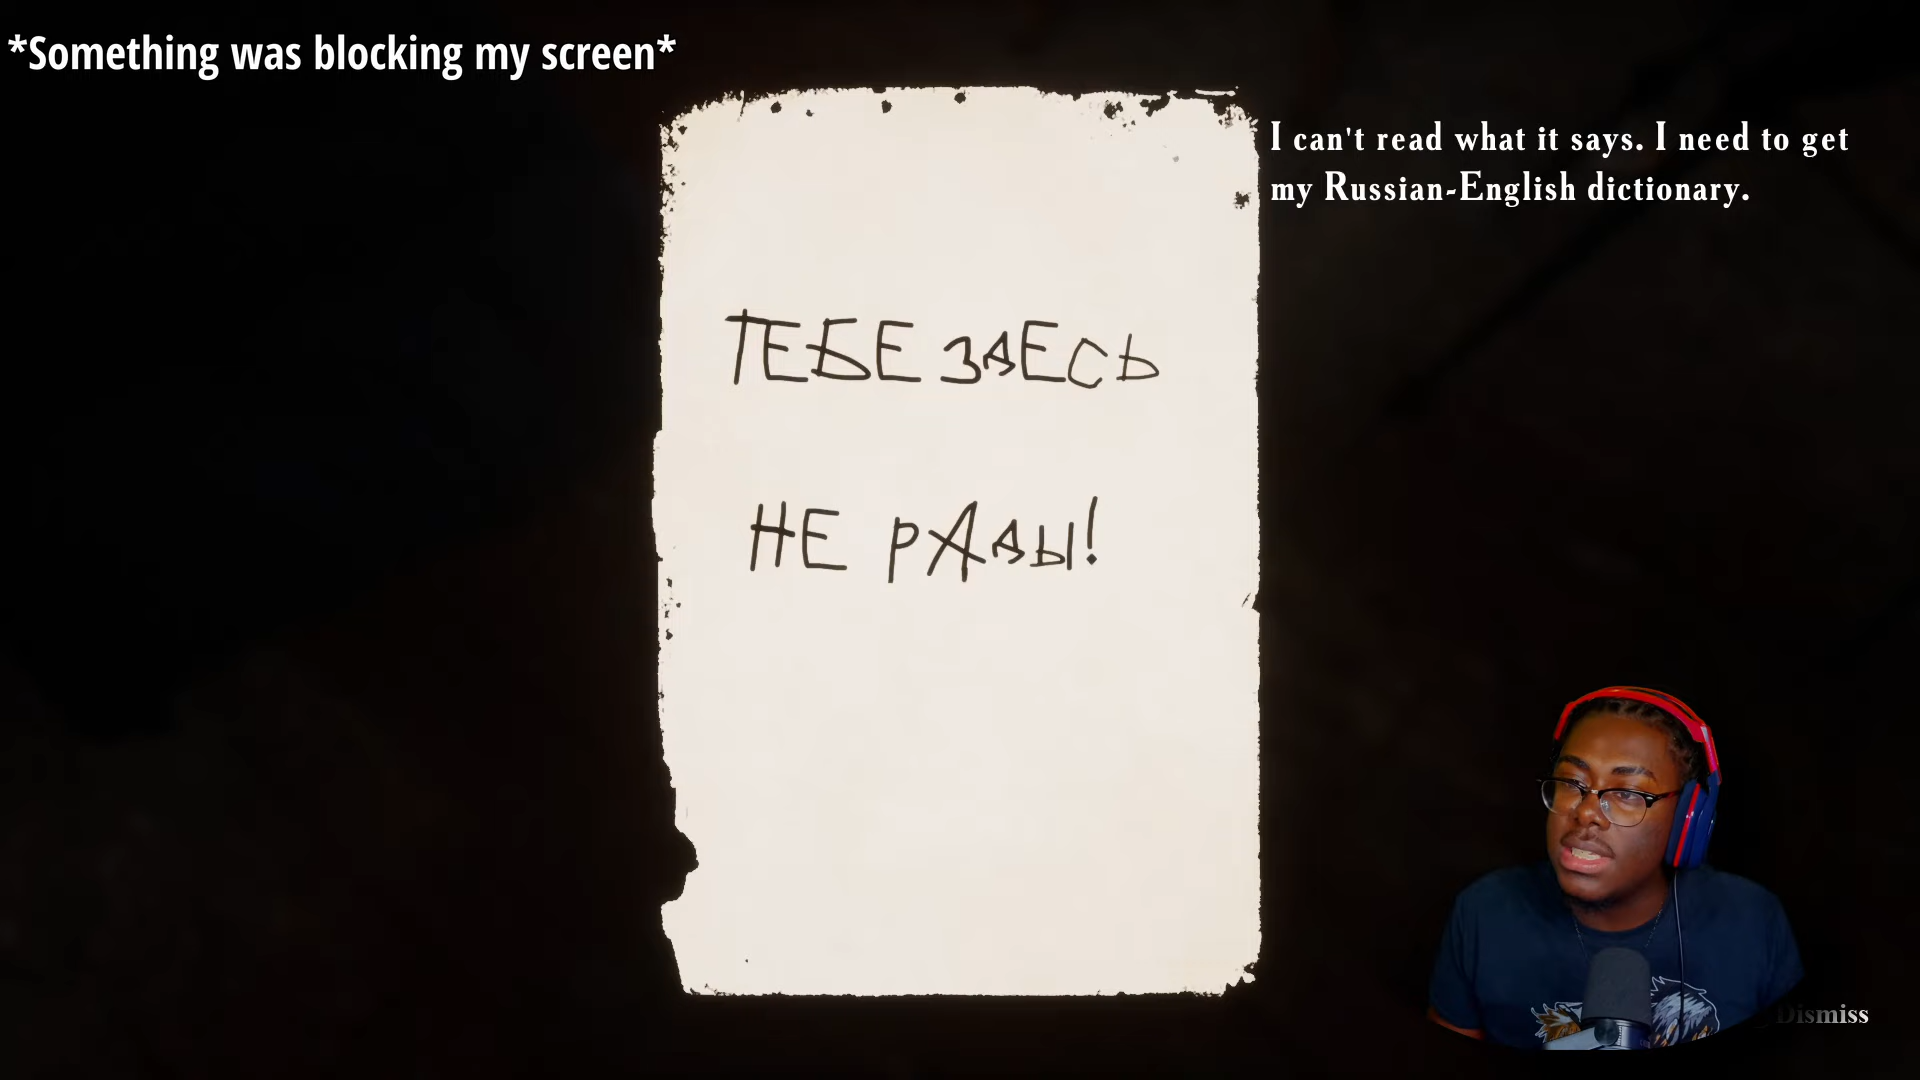 *Something was blocking my screen*
I can't read what it says. I need to get
my Russian-English dictionary.
ТЕБЕ ЗДЕСЬ
НЕ РАДЫ!
Dismiss